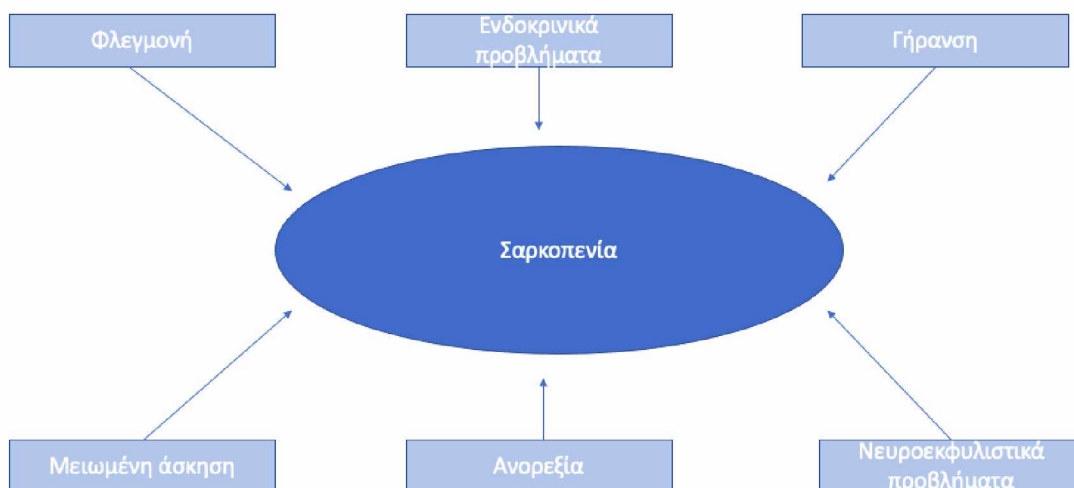 Φλεγμονή
Ενδοκρινικά
προβλήματα
Γήρανση
Σαρκοπενία
Μειωμένη άσκηση
Ανορεξία
Νευροεκφυλιστικά
προβλήματα